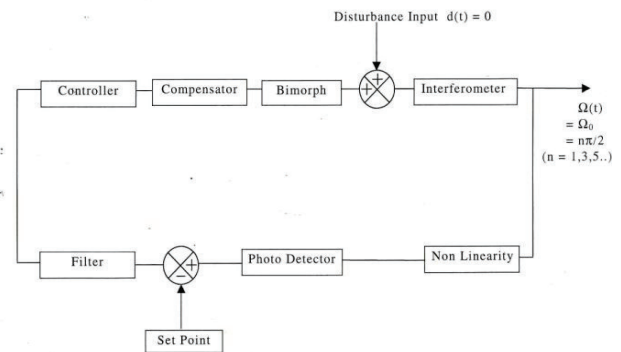 Disturbance Input d(t) = 0
Controller
Compensator
Bimorph
+
+
Interferometer
Ω(t)
= Ω₀
= nπ/2
(n = 1,3,5..)
Filter
+
−
Photo Detector
Non Linearity
Set Point